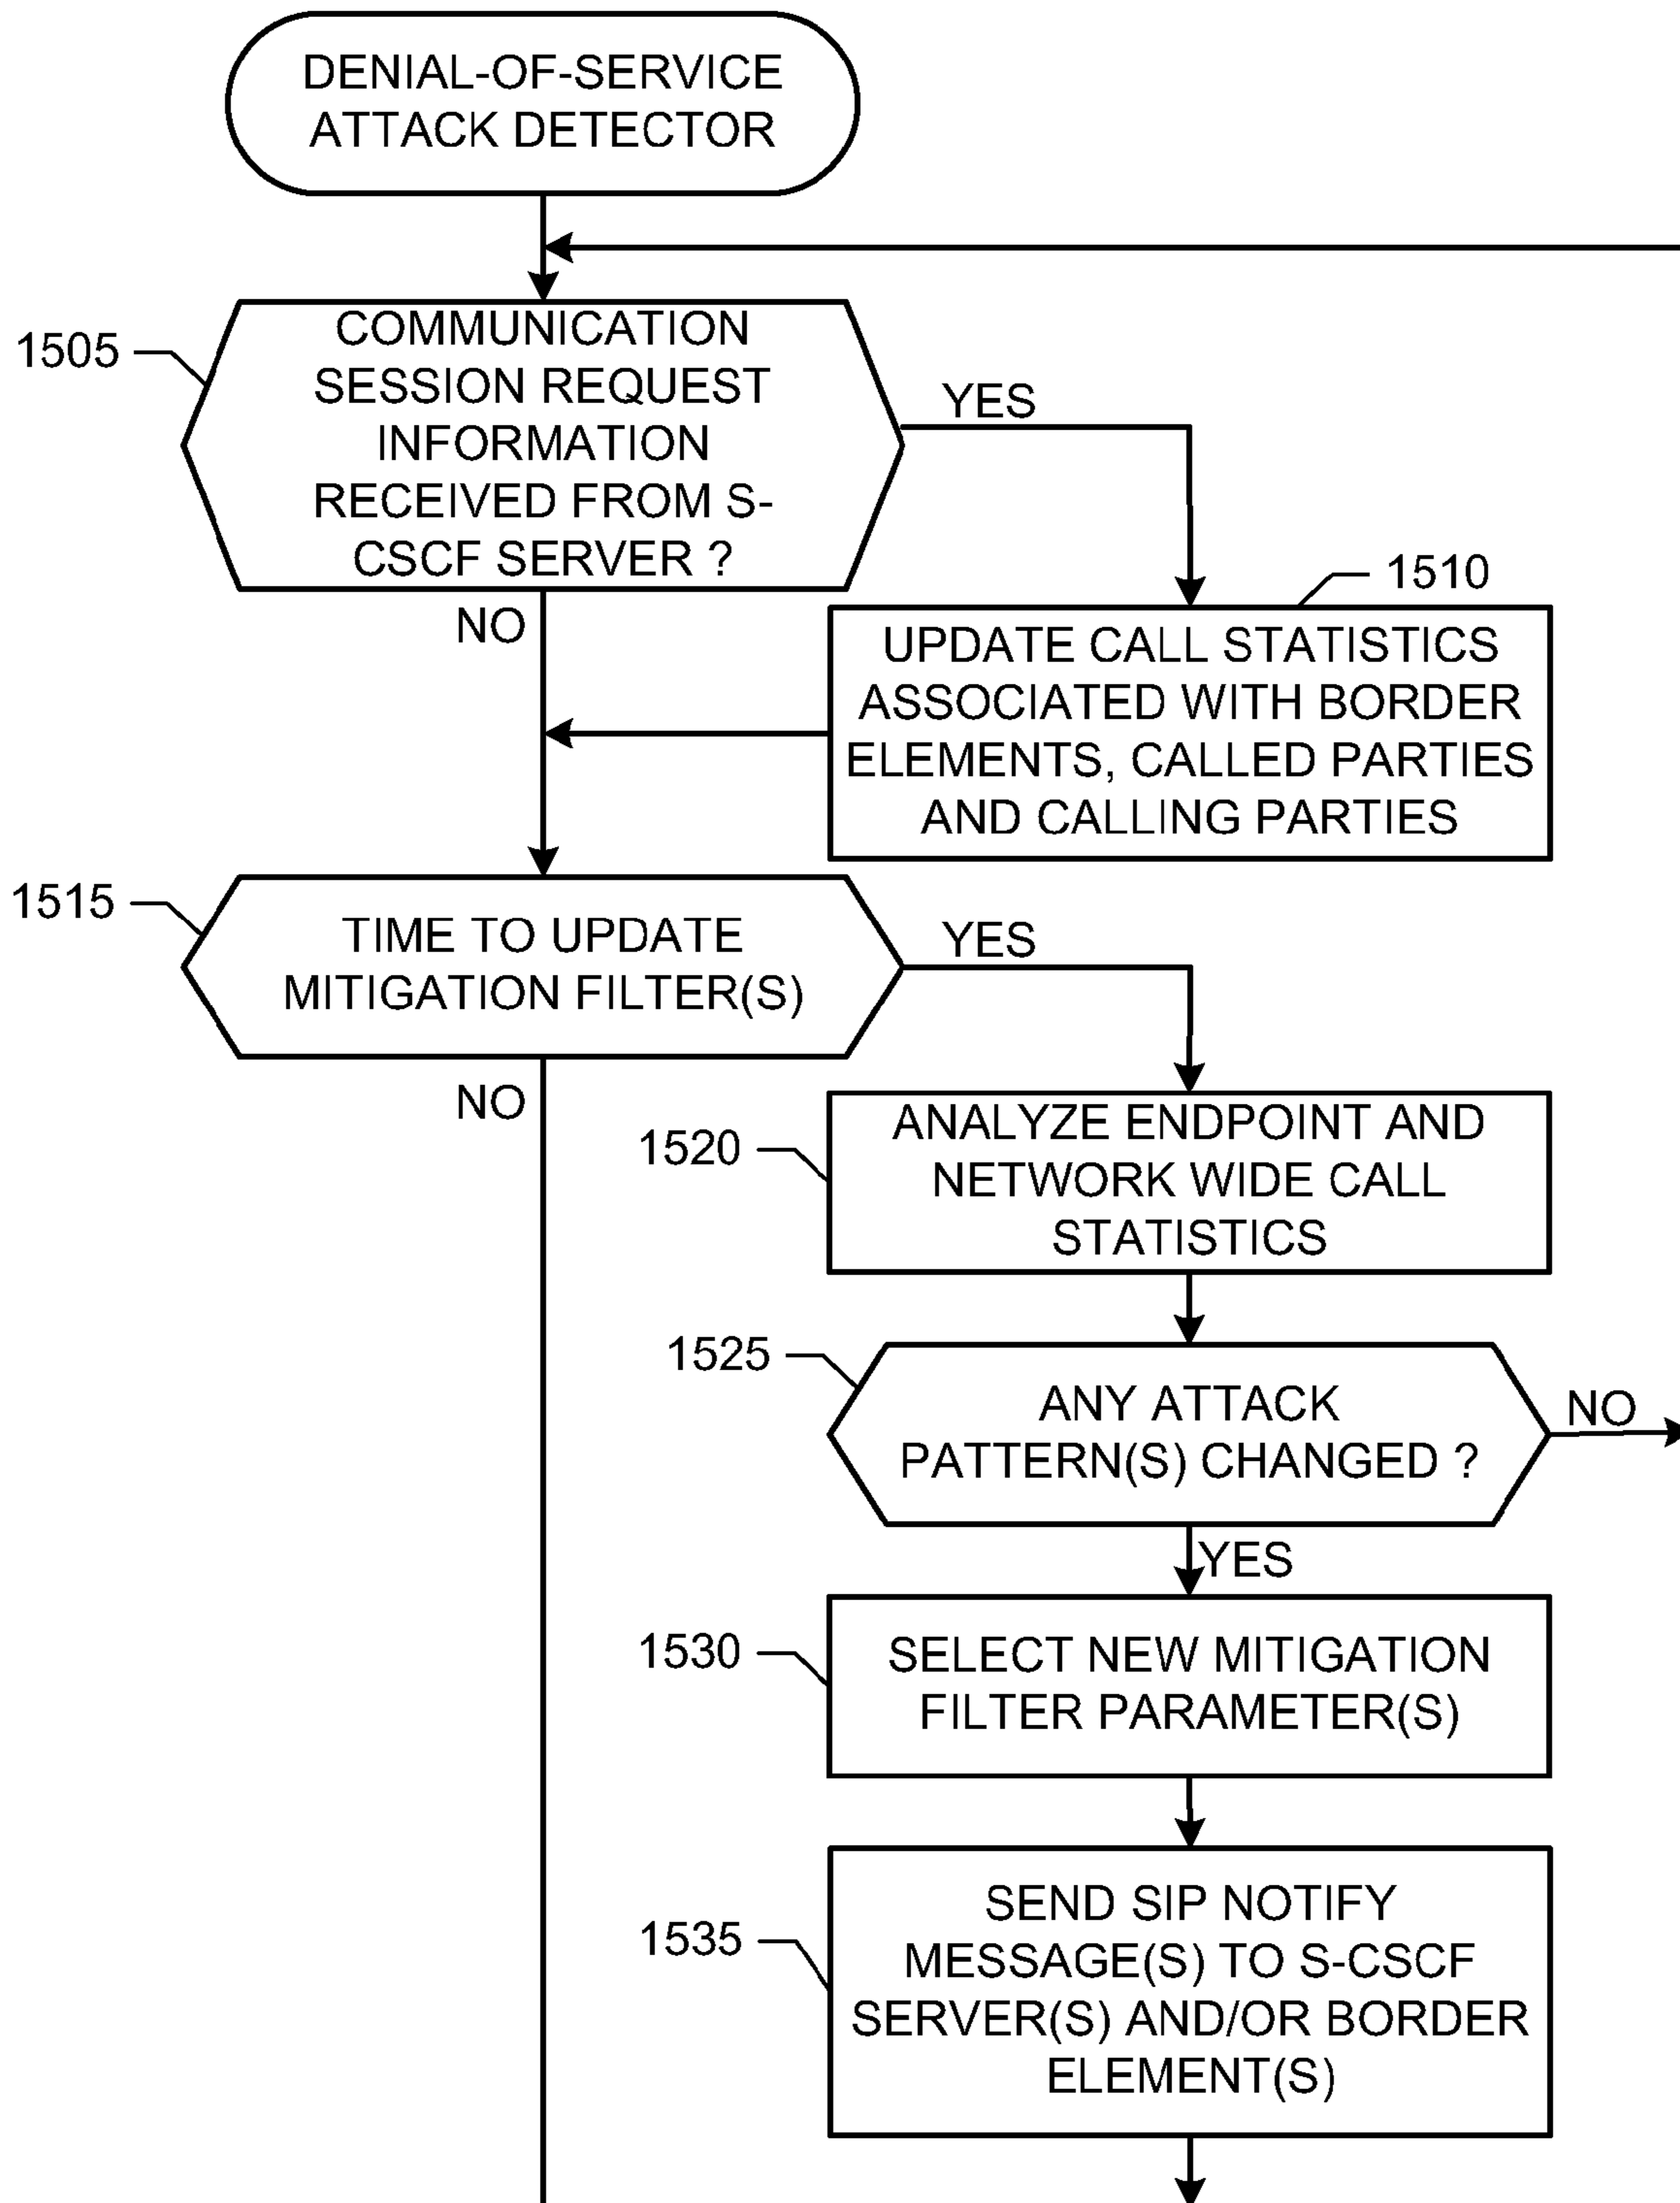 DENIAL-OF-SERVICE
ATTACK DETECTOR
1505
COMMUNICATION
SESSION REQUEST
INFORMATION
RECEIVED FROM S-
CSCF SERVER ?
YES
NO
1510
UPDATE CALL STATISTICS
ASSOCIATED WITH BORDER
ELEMENTS, CALLED PARTIES
AND CALLING PARTIES
1515
TIME TO UPDATE
MITIGATION FILTER(S)
YES
NO
1520
ANALYZE ENDPOINT AND
NETWORK WIDE CALL
STATISTICS
1525
ANY ATTACK
PATTERN(S) CHANGED ?
NO
YES
1530
SELECT NEW MITIGATION
FILTER PARAMETER(S)
1535
SEND SIP NOTIFY
MESSAGE(S) TO S-CSCF
SERVER(S) AND/OR BORDER
ELEMENT(S)